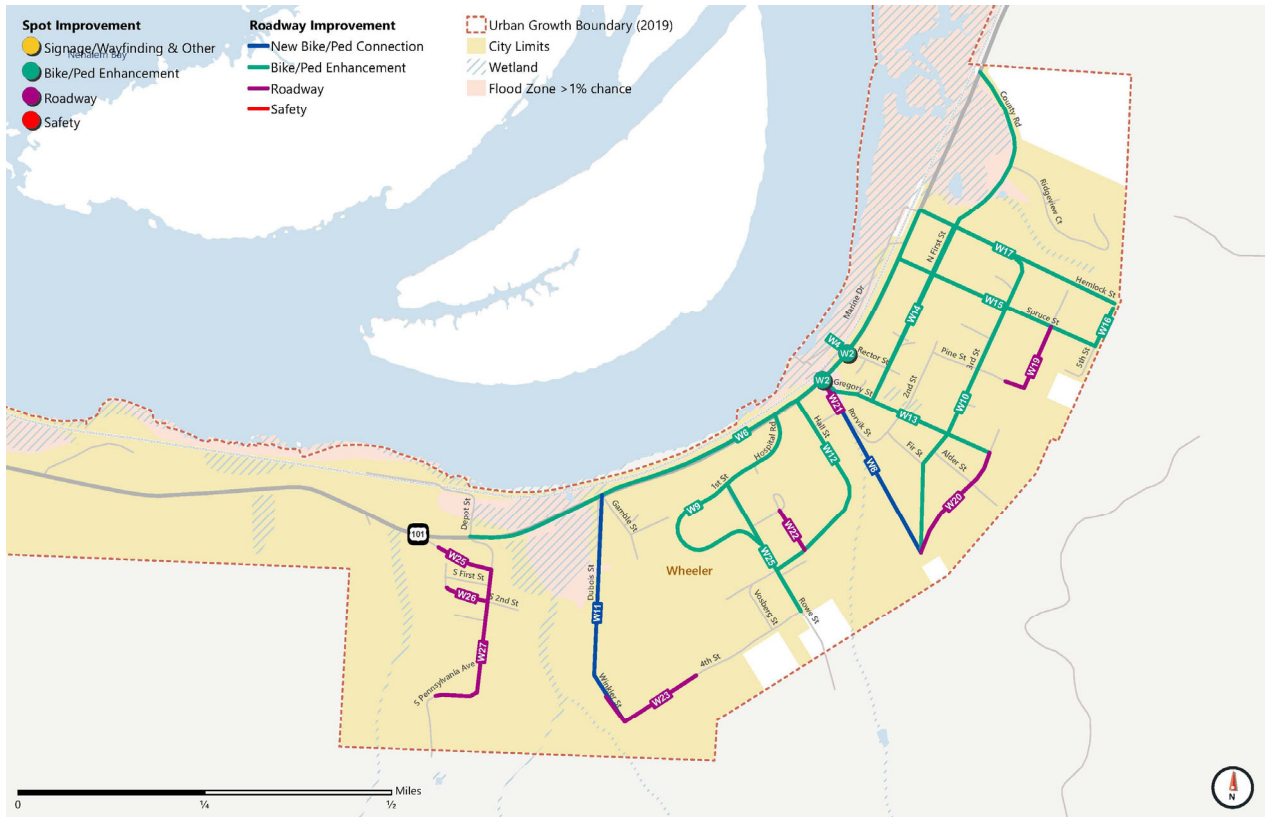 Spot Improvement
Signage/Wayfinding & Other
Nehalem Bay
Bike/Ped Enhancement
Roadway
Safety
Roadway Improvement
New Bike/Ped Connection
Bike/Ped Enhancement
Roadway
Safety
Urban Growth Boundary (2019)
City Limits
Wetland
Flood Zone >1% chance
County Rd
Ridgeview Ct
N First St
W17
Hemlock St
W15
Spruce St
W16
W14
Marine Dr
W4
W2
Rector St
Pine St
3rd St
W19
5th St
W2
Gregory St
2nd St
W21
Rorvik St
W13
W10
W6
Hall St
Hospital Rd
W12
Fir St
Alder St
W8
1st St
W9
W20
Gamble St
Depot St
101
W22
W25
S First St
W25
Wheeler
W26
S 2nd St
Dubois St
W11
Vosberg St
Rowe St
W27
4th St
S Pennsylvania Ave
Winkler St
W23
Miles
0
¼
½
N